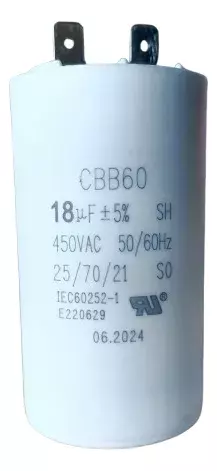 CBB60
18μF ±5% SH
450VAC 50/60Hz
25/70/21 S0
IEC60252-1
E220629
06.2024